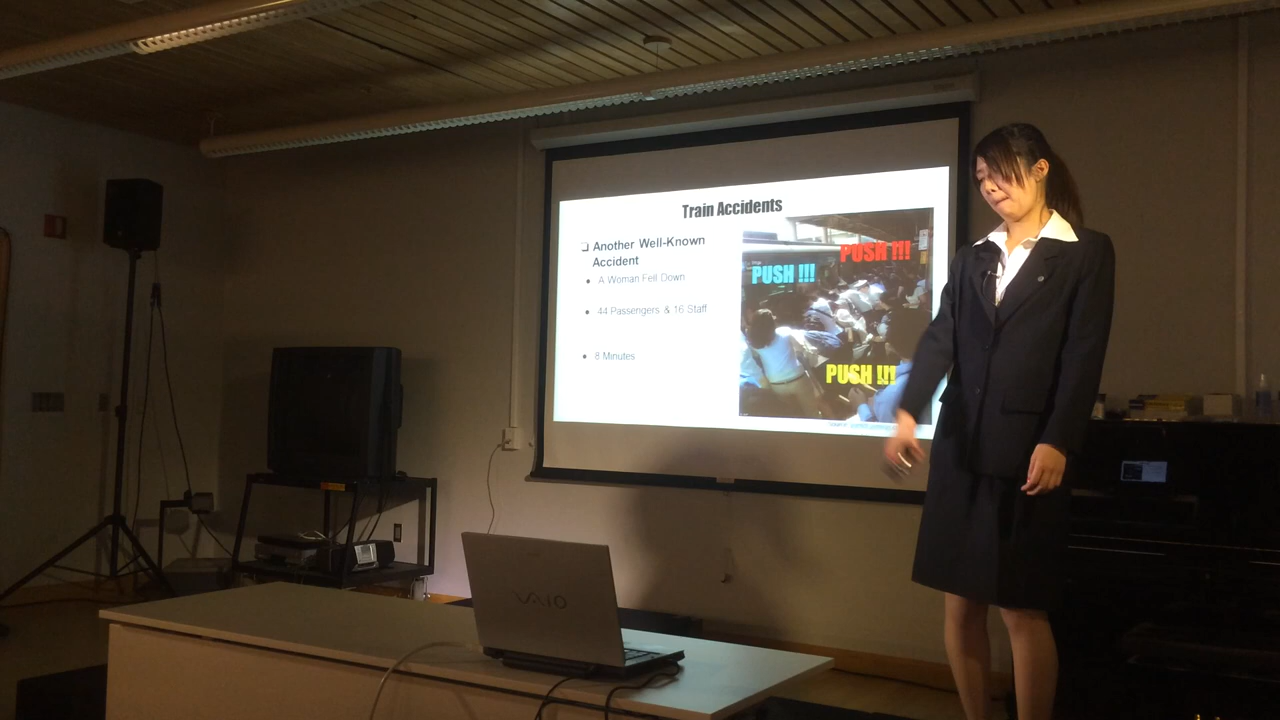 Train Accidents
Another Well-Known
Accident
A Woman Fell Down
44 Passengers & 16 Staff
8 Minutes
PUSH !!!
PUSH !!!
PUSH !!!
VAIO